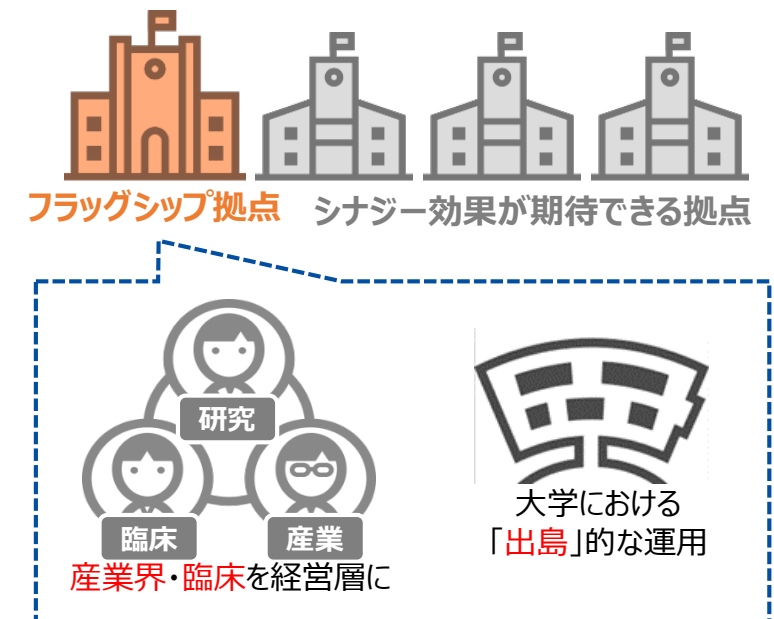 フラッグシップ拠点
シナジー効果が期待できる拠点
研究
臨床
産業
産業界・臨床を経営層に
大学における
「出島」的な運用